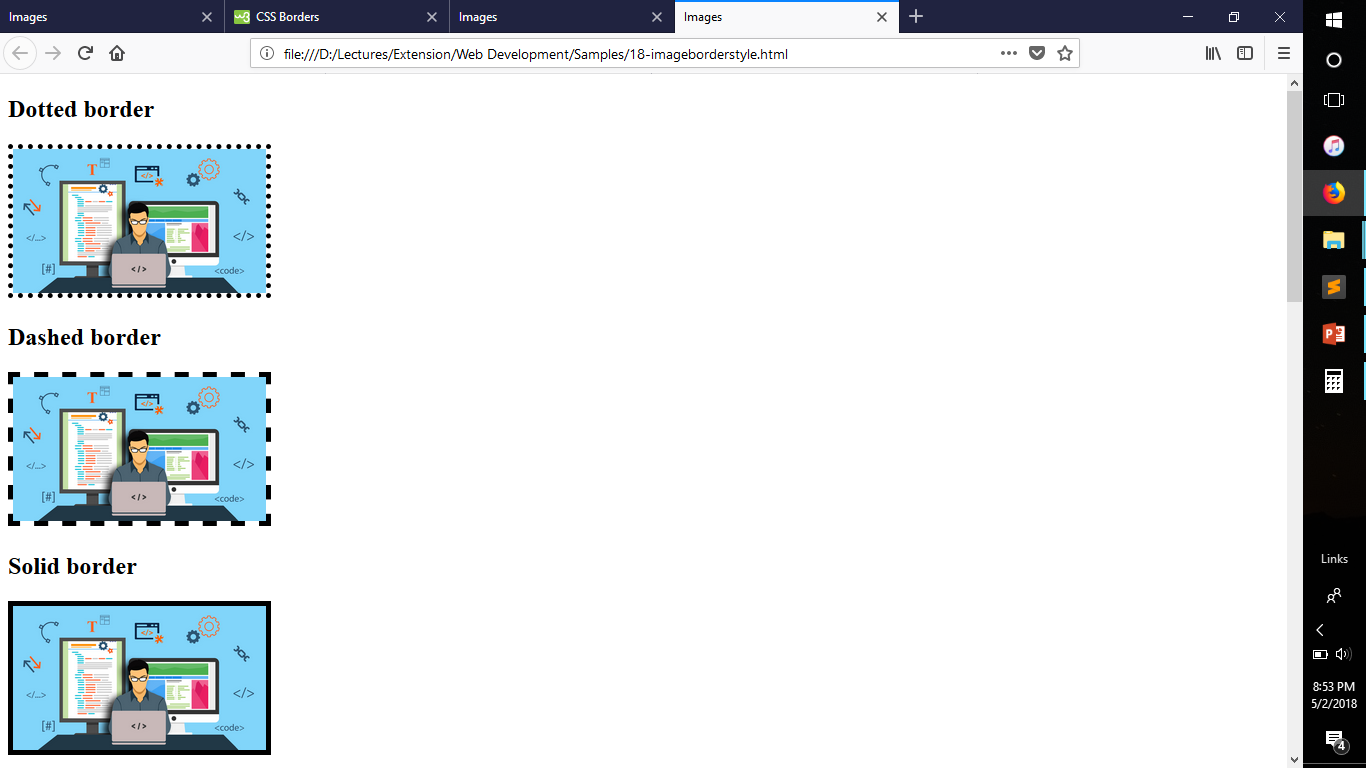 Images
CSS Borders
Images
Images
file:///D:/Lectures/Extension/Web Development/Samples/18-imageborderstyle.html
Dotted border
T
</>
</...>
</>
[#]
</>
<code>
Dashed border
T
</>
</...>
</>
[#]
</>
<code>
Solid border
T
</>
</...>
</>
[#]
</>
<code>
Links
8:53 PM
5/2/2018
4